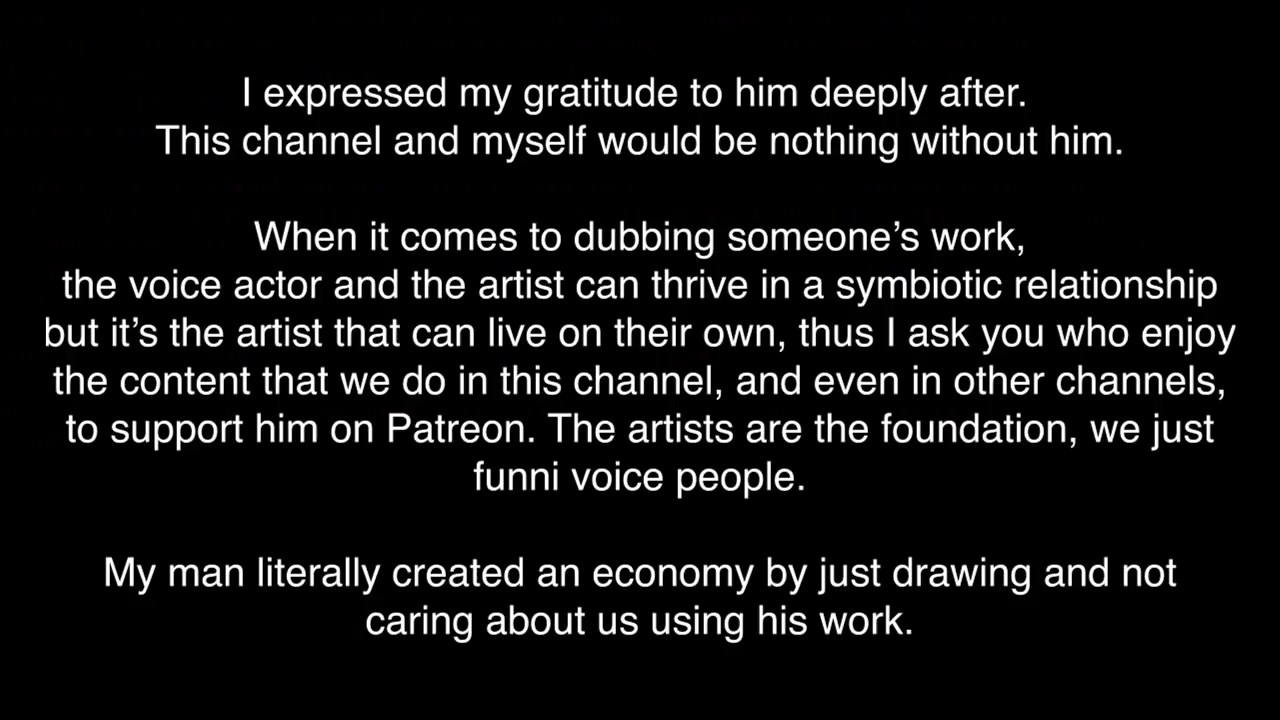 I expressed my gratitude to him deeply after.
This channel and myself would be nothing without him.
When it comes to dubbing someone’s work,
the voice actor and the artist can thrive in a symbiotic relationship
but it’s the artist that can live on their own, thus I ask you who enjoy
the content that we do in this channel, and even in other channels,
to support him on Patreon. The artists are the foundation, we just
funni voice people.
My man literally created an economy by just drawing and not
caring about us using his work.